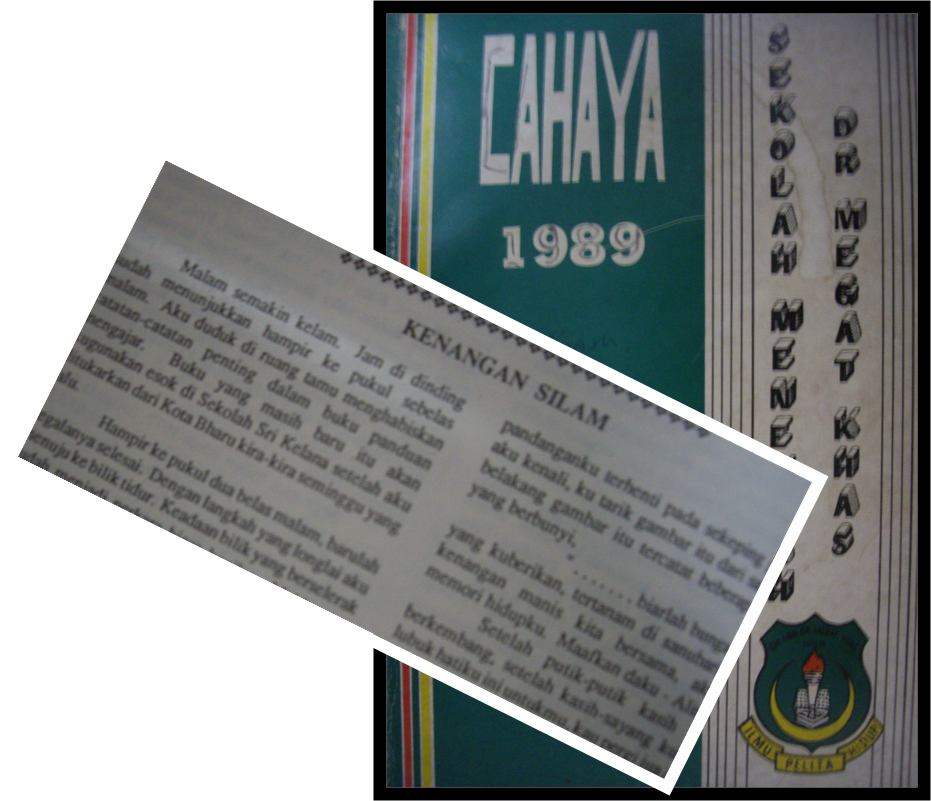 CAHAYA
1989
SEKOLAH
DR MEGAT KHAS
ILMU PELITA HIDUP
KENANGAN SILAM
Malam semakin kelam. Jam di dinding
menunjukkan hampir ke pukul sebelas
malam. Aku duduk di ruang tamu menghabiskan
catatan-catatan penting dalam buku panduan
mengajar. Buku yang masih baru itu akan
esok di Sekolah Sri Kelana setelah aku
ditukarkan dari Kota Bharu kira-kira seminggu yang
lalu.
Hampir ke pukul dua belas malam, barulah
segalanya selesai. Dengan langkah yang longlai aku
menuju ke bilik tidur. Keadaan bilik yang berselerak
pandanganku terhenti pada sekeping
aku kenali, ku tarik gambar itu dari
belakang gambar itu tercatat
yang berbunyi,
" . . . . . . . biarlah
yang kuberikan, tertanam di
kenangan manis kita bersama,
memori hidupku. Maafkan daku -
Setelah putik-putik kasih
berkembang, setelah kasih-sayang
lubuk hatiku ini untukmu,